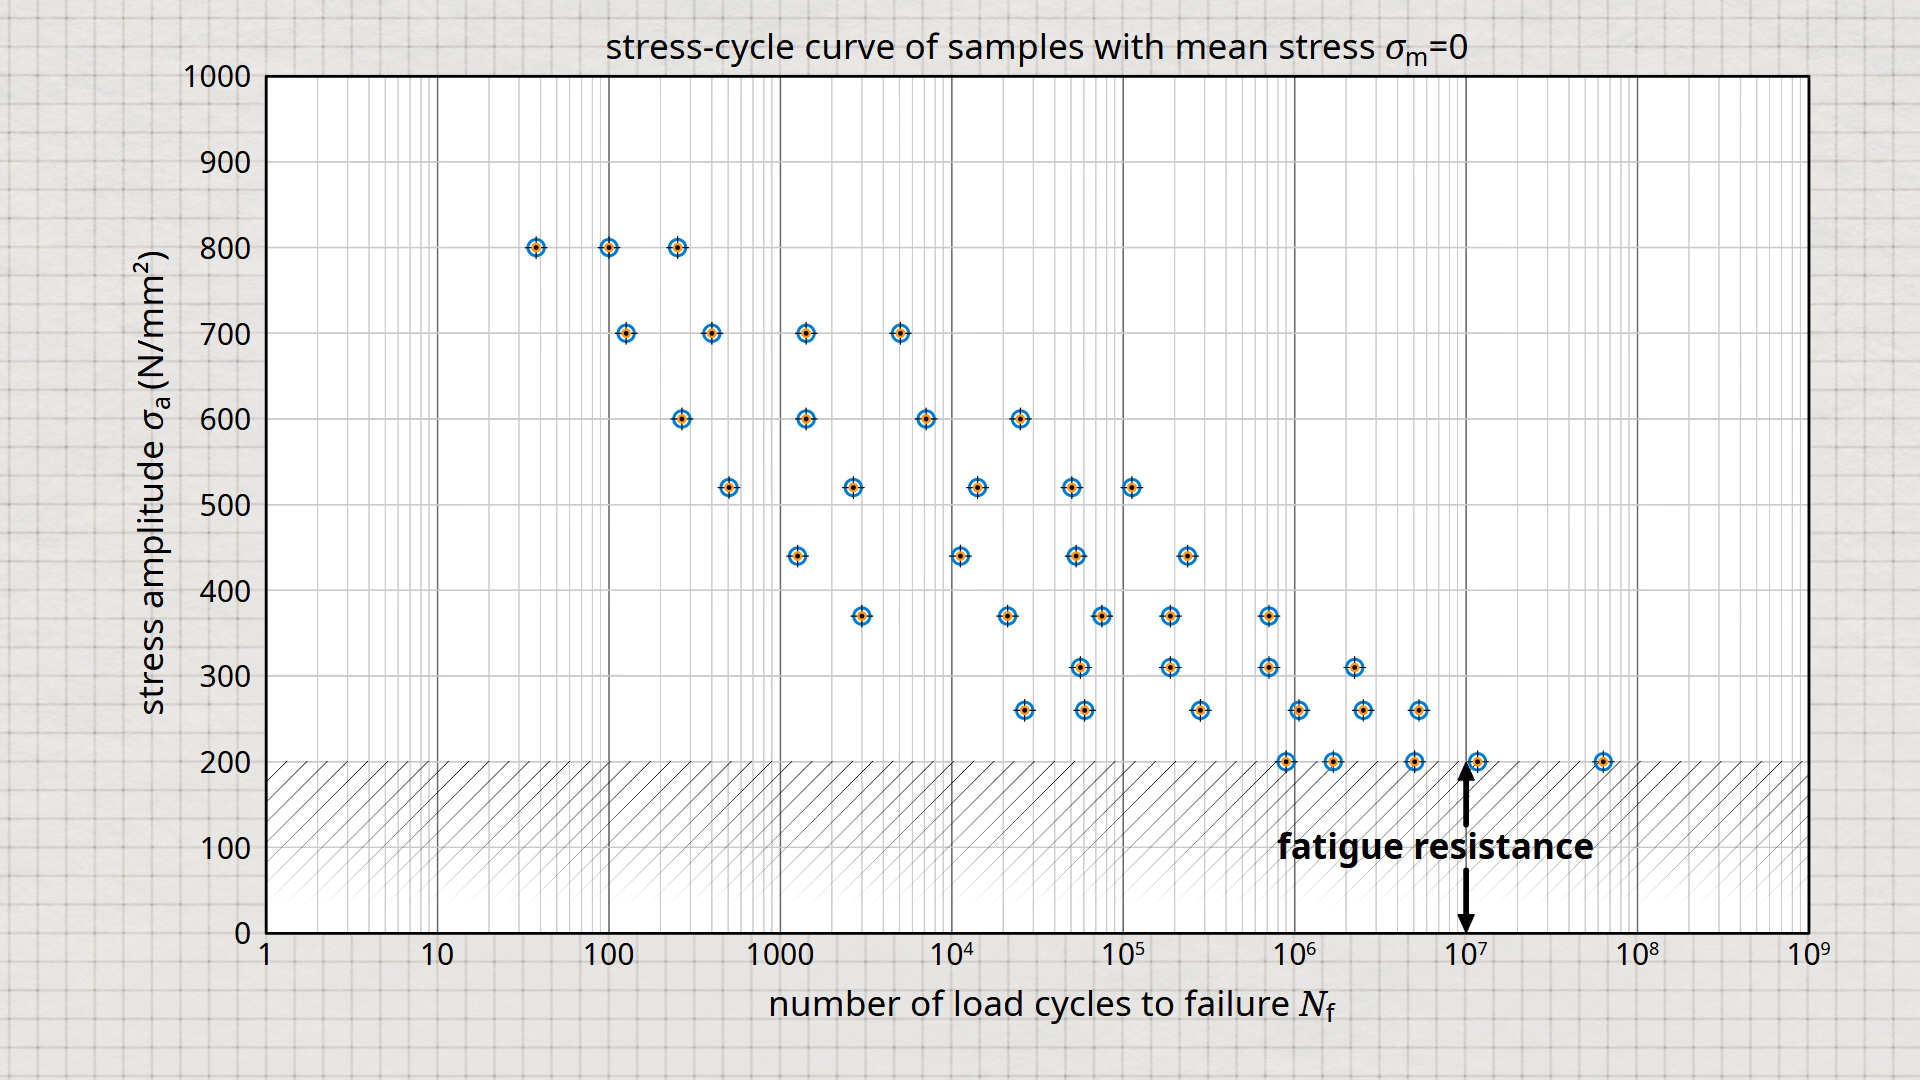 stress-cycle curve of samples with mean stress σm=0
1000
900
800
700
600
500
400
300
200
100
0
stress amplitude σa (N/mm²)
fatigue resistance
1 10 100 1000 10⁴ 10⁵ 10⁶ 10⁷ 10⁸ 10⁹
number of load cycles to failure Nf